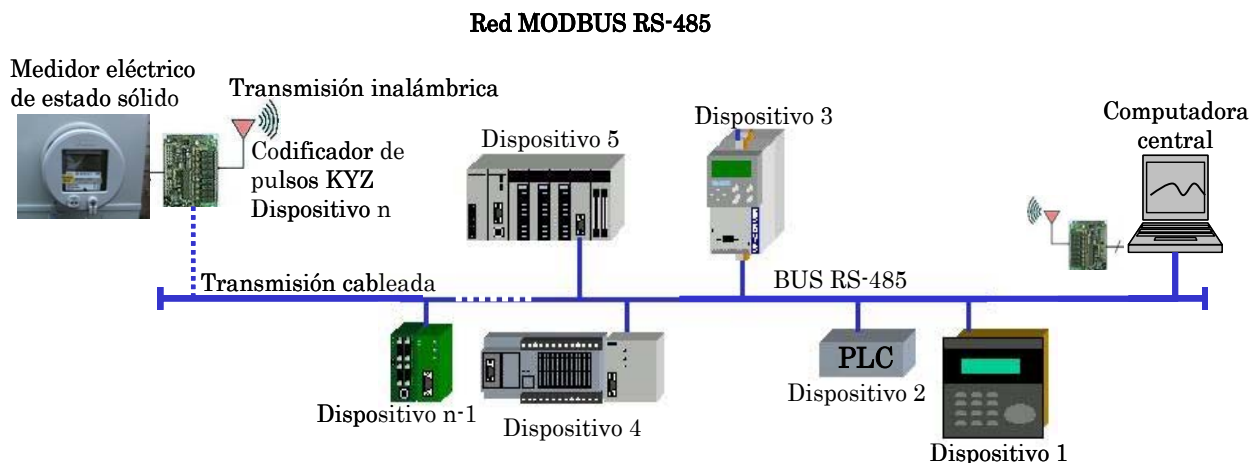 Red MODBUS RS-485
Medidor eléctrico
de estado sólido
Transmisión inalámbrica
Codificador de
pulsos KYZ
Dispositivo n
Dispositivo 5
Dispositivo 3
Computadora
central
Transmisión cableada
BUS RS-485
Dispositivo n-1
Dispositivo 4
PLC
Dispositivo 2
Dispositivo 1